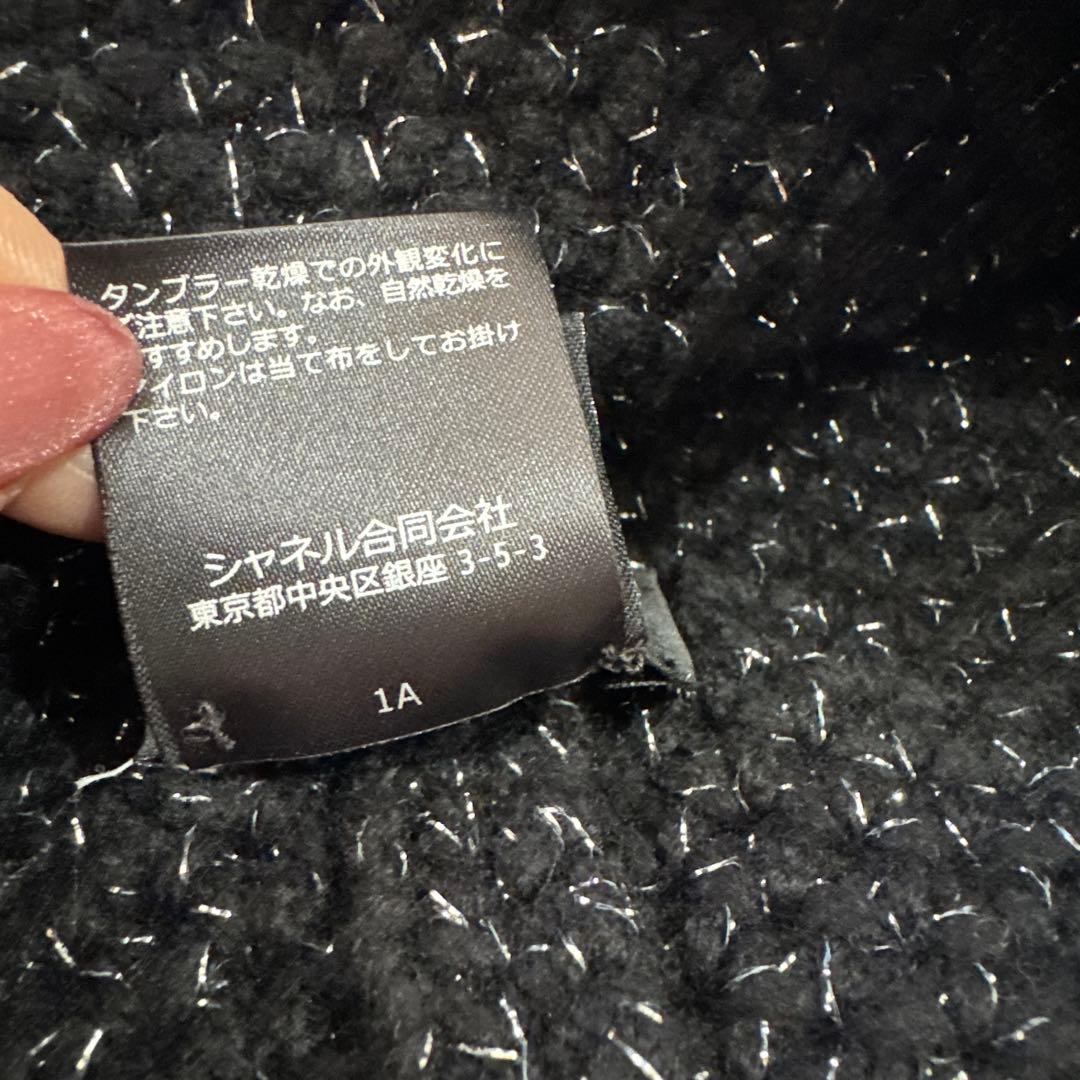 タンブラー乾燥での外観変化に
ご注意下さい。なお、自然乾燥を
すすめします。
イロンは当て布をしてお掛け
下さい。
シャネル合同会社
東京都中央区銀座 3-5-3
1A